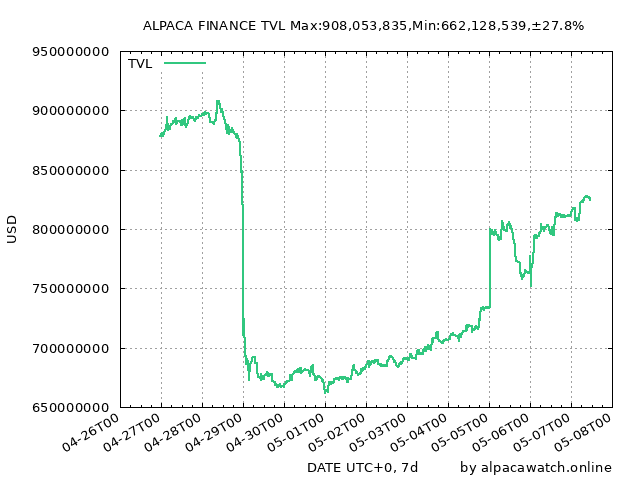 ALPACA FINANCE TVL Max:908,053,835,Min:662,128,539,±27.8%
TVL
950000000
900000000
850000000
800000000
750000000
700000000
650000000
USD
04-26T00
04-27T00
04-28T00
04-29T00
04-30T00
05-01T00
05-02T00
05-03T00
05-04T00
05-05T00
05-06T00
05-07T00
05-08T00
DATE UTC+0, 7d
by alpacawatch.online